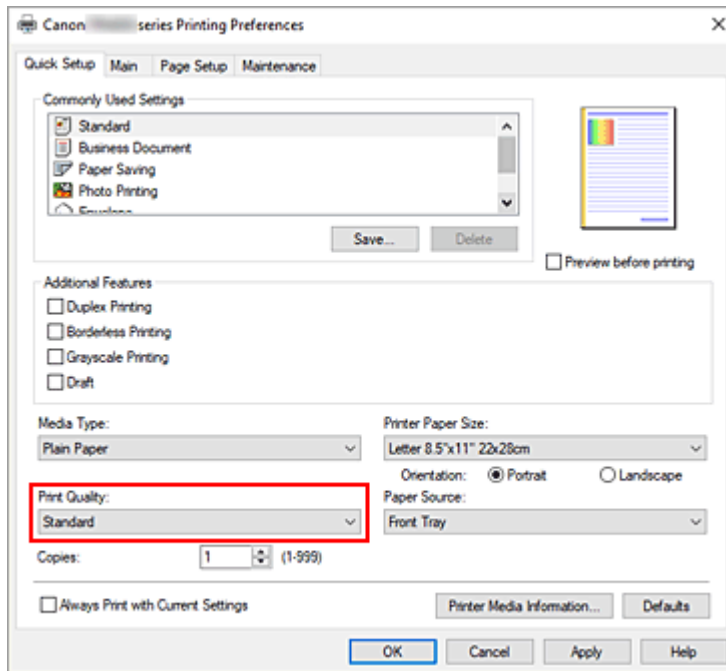 Canon series Printing Preferences
Quick Setup Main Page Setup Maintenance
Commonly Used Settings
Standard
Business Document
Paper Saving
Photo Printing
Envelope
Save... Delete
Preview before printing
Additional Features
Duplex Printing
Borderless Printing
Grayscale Printing
Draft
Media Type: Printer Paper Size:
Plain Paper Letter 8.5"x11" 22x28cm
Orientation: Portrait Landscape
Print Quality: Paper Source:
Standard Front Tray
Copies: 1 (1-999)
Always Print with Current Settings Printer Media Information... Defaults
OK Cancel Apply Help